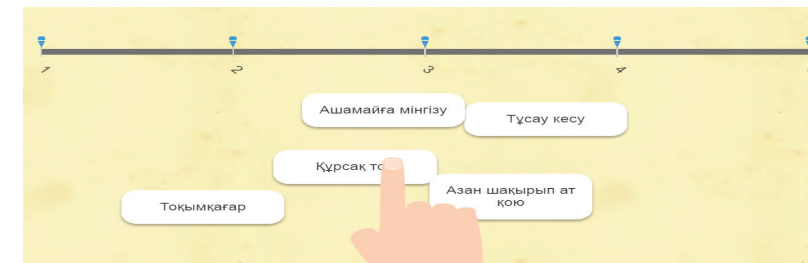 1
2
3
4
Ашамайға мінгізу
Тұсау кесу
Құрсақ
Азан шақырып ат
қою
Тоқымқағар